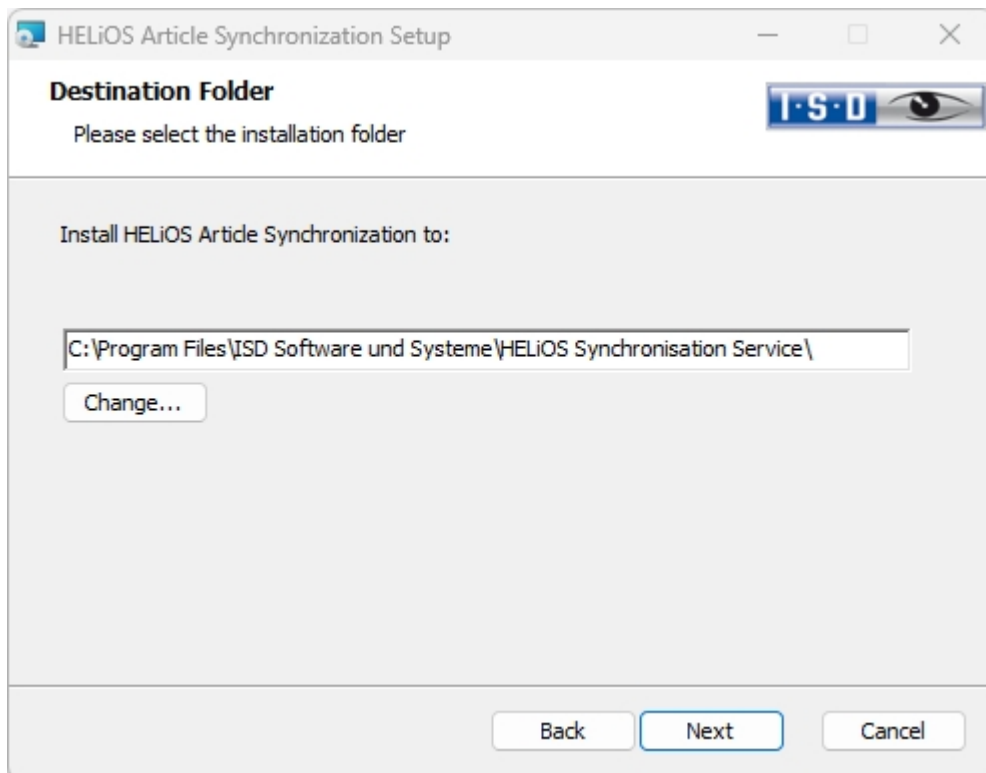 HELiOS Article Synchronization Setup
Destination Folder
Please select the installation folder
I·S·D
Install HELiOS Article Synchronization to:
C:\Program Files\ISD Software und Systeme\HELiOS Synchronisation Service\
Change...
Back
Next
Cancel